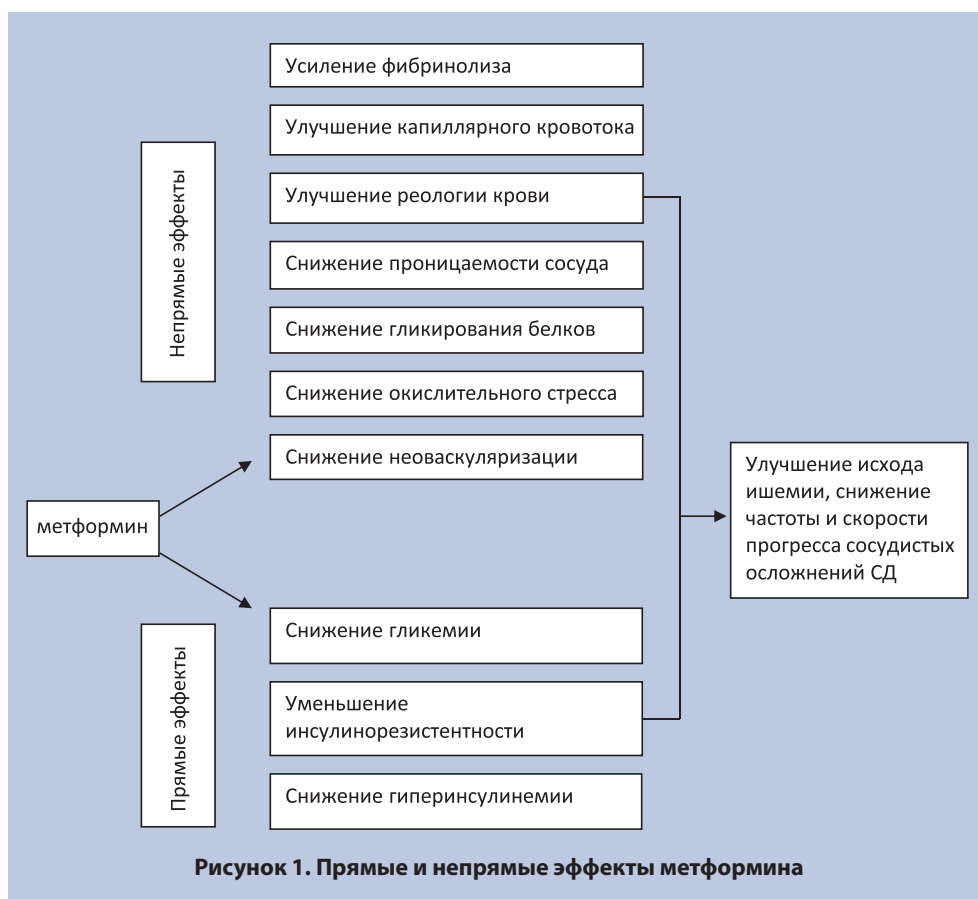 Усиление фибринолиза
Улучшение капиллярного кровотока
Непрямые эффекты
Улучшение реологии крови
Снижение проницаемости сосуда
Снижение гликирования белков
Снижение окислительного стресса
Снижение неоваскуляризации
метформин
Улучшение исхода
ишемии, снижение
частоты и скорости
прогресса сосудистых
осложнений СД
Прямые эффекты
Снижение гликемии
Уменьшение
инсулинорезистентности
Снижение гиперинсулинемии
Рисунок 1. Прямые и непрямые эффекты метформина